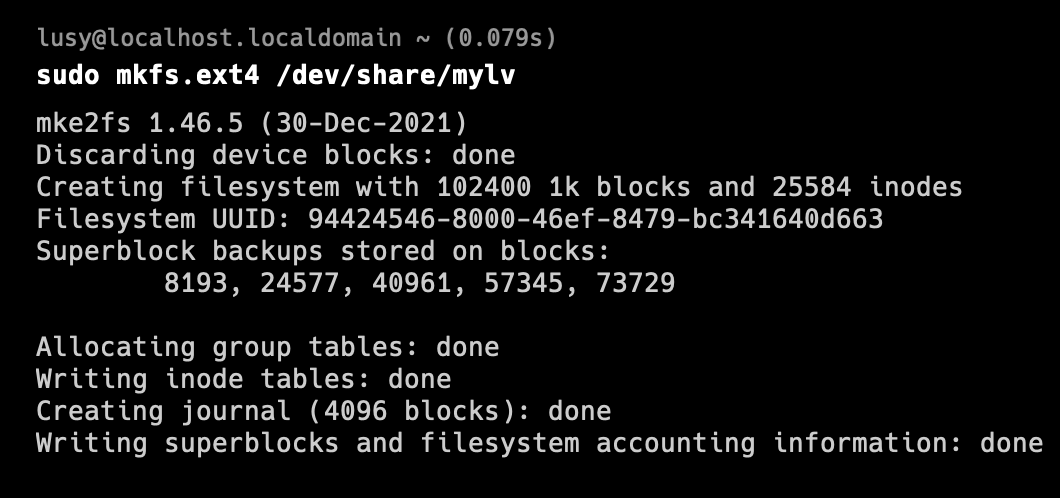 lusy@localhost.localdomain ~ (0.079s)
sudo mkfs.ext4 /dev/share/mylv
mke2fs 1.46.5 (30-Dec-2021)
Discarding device blocks: done
Creating filesystem with 102400 1k blocks and 25584 inodes
Filesystem UUID: 94424546-8000-46ef-8479-bc341640d663
Superblock backups stored on blocks:
8193, 24577, 40961, 57345, 73729
Allocating group tables: done
Writing inode tables: done
Creating journal (4096 blocks): done
Writing superblocks and filesystem accounting information: done